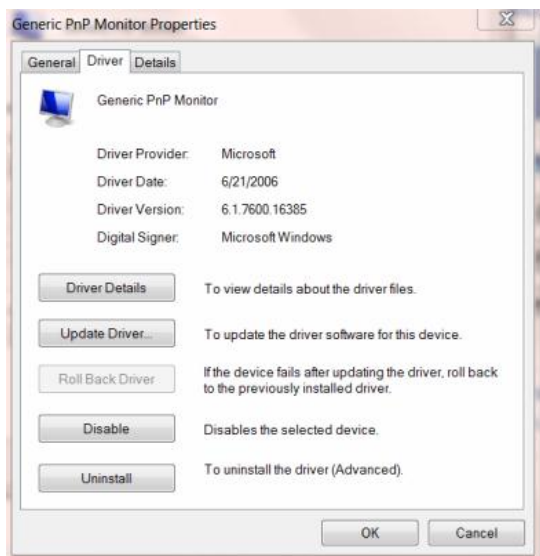 Generic PnP Monitor Properties
General Driver Details
Generic PnP Monitor
Driver Provider: Microsoft
Driver Date: 6/21/2006
Driver Version: 6.1.7600.16385
Digital Signer: Microsoft Windows
Driver Details To view details about the driver files.
Update Driver... To update the driver software for this device.
Roll Back Driver If the device fails after updating the driver, roll back
to the previously installed driver.
Disable Disables the selected device.
Uninstall To uninstall the driver (Advanced).
OK Cancel